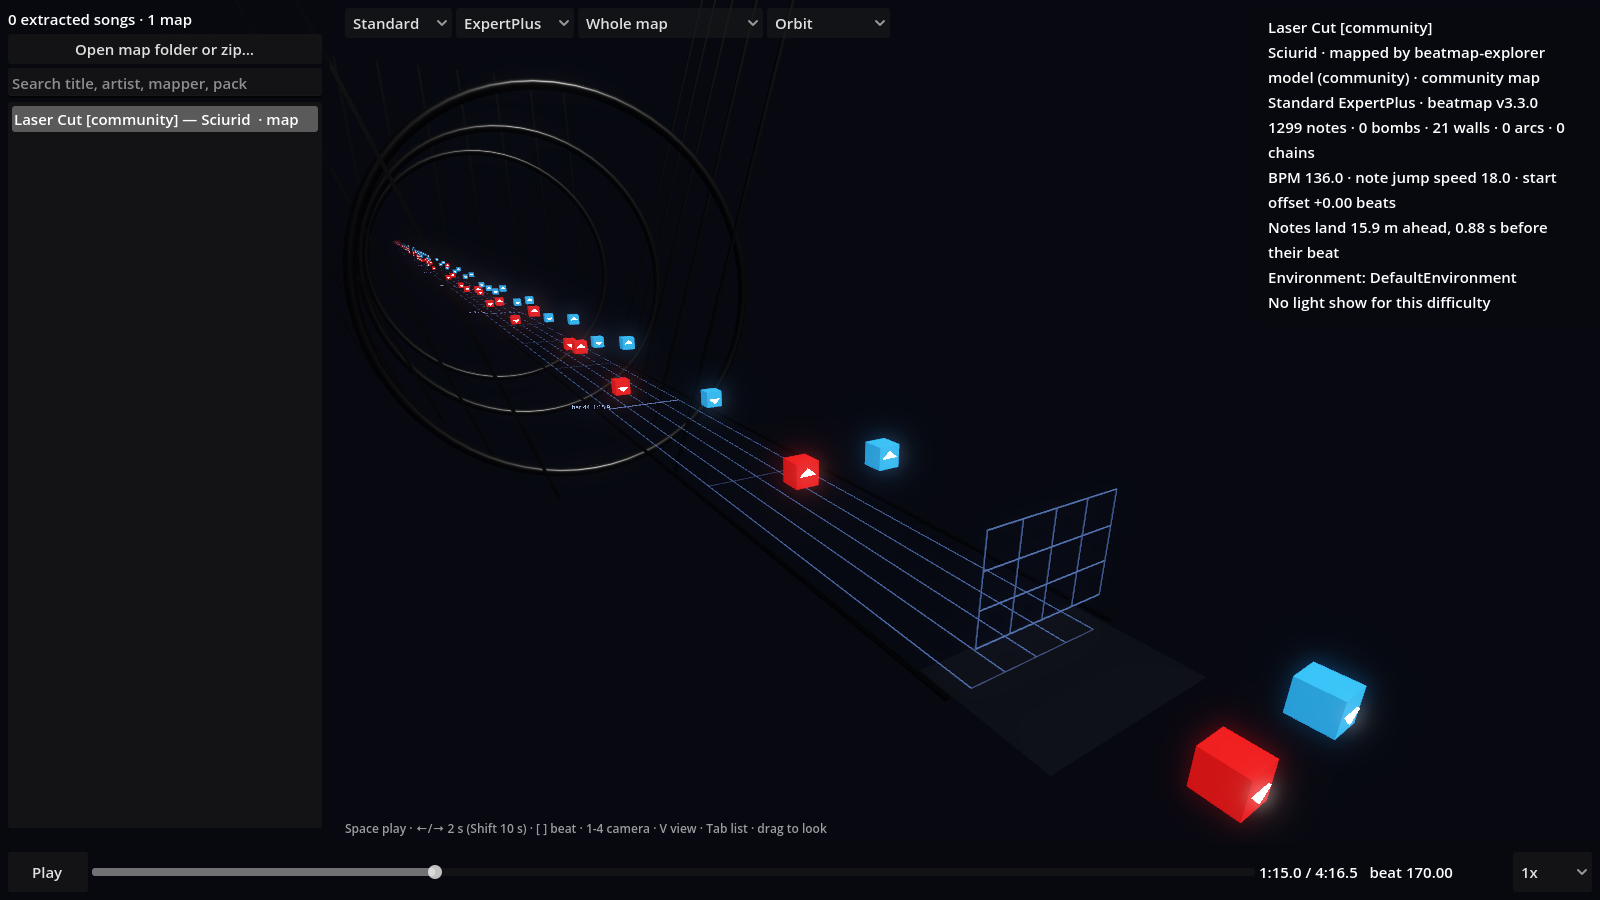 0 extracted songs · 1 map
Open map folder or zip...
Search title, artist, mapper, pack
Laser Cut [community] — Sciurid · map
Standard
ExpertPlus
Whole map
Orbit
Laser Cut [community]
Sciurid · mapped by beatmap-explorer
model (community) · community map
Standard ExpertPlus · beatmap v3.3.0
1299 notes · 0 bombs · 21 walls · 0 arcs · 0
chains
BPM 136.0 · note jump speed 18.0 · start
offset +0.00 beats
Notes land 15.9 m ahead, 0.88 s before
their beat
Environment: DefaultEnvironment
No light show for this difficulty
Space play · ←/→ 2 s (Shift 10 s) · [ ] beat · 1-4 camera · V view · Tab list · drag to look
Play
1:15.0 / 4:16.5 beat 170.00
1x